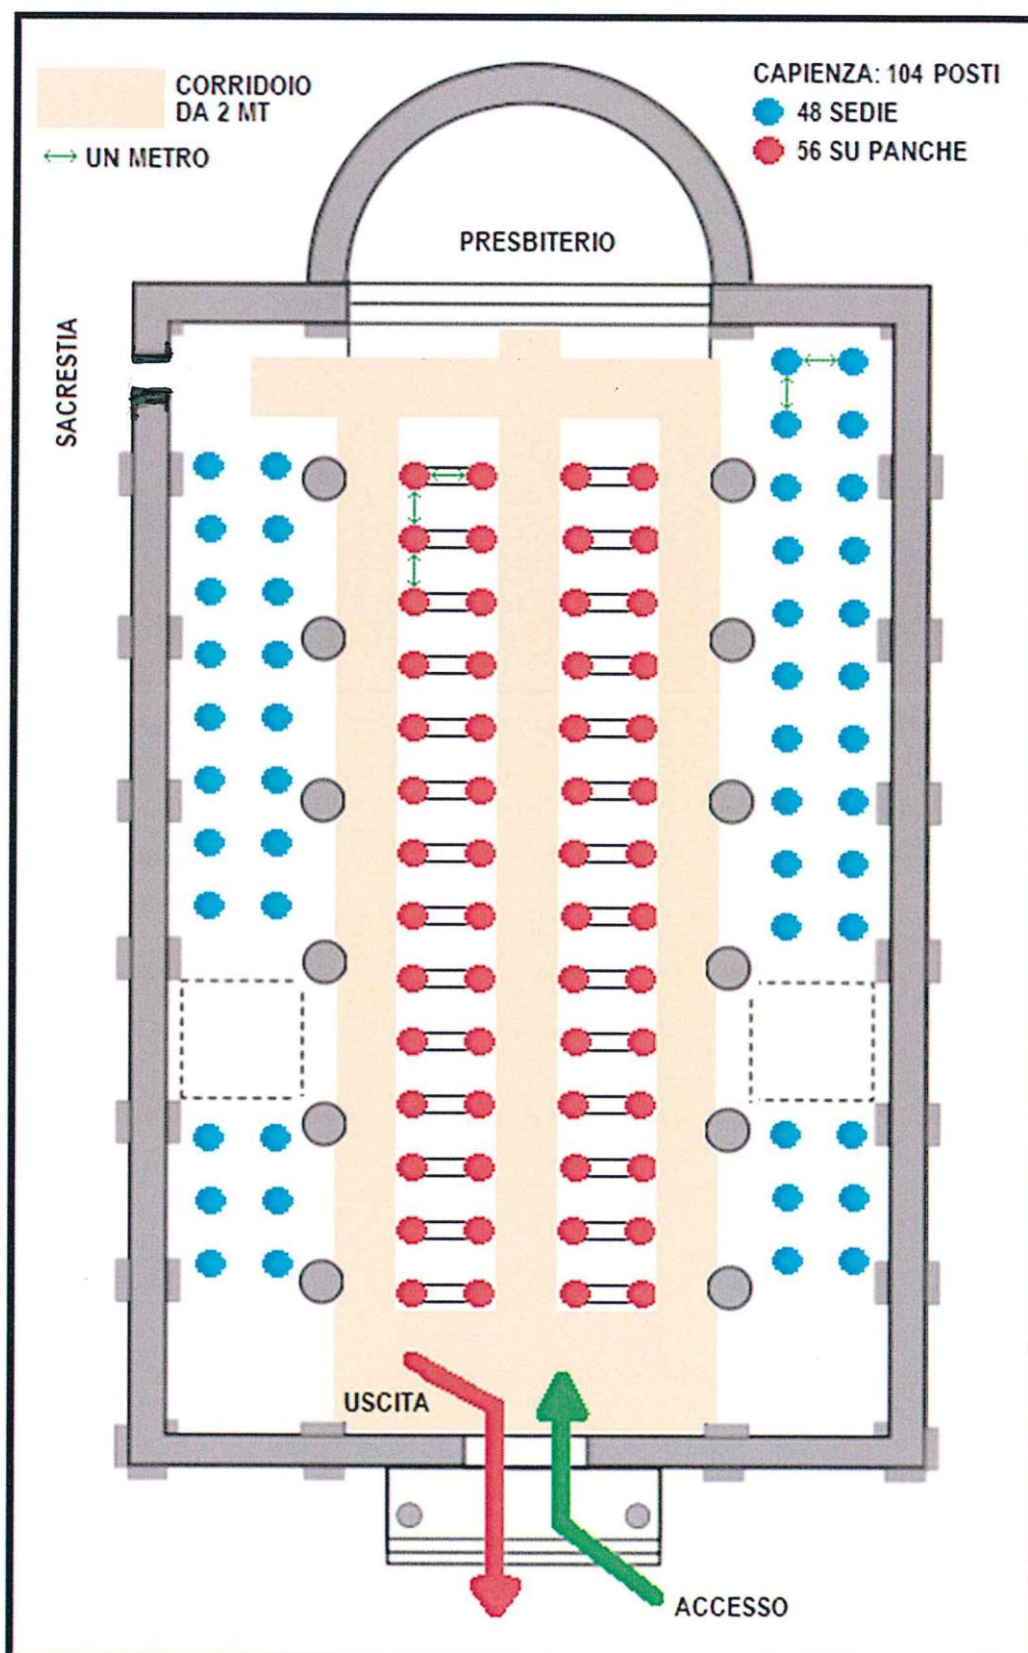 CORRIDOIO
DA 2 MT
UN METRO
CAPIENZA: 104 POSTI
48 SEDIE
56 SU PANCHE
PRESBITERIO
SACRESTIA
USCITA
ACCESSO